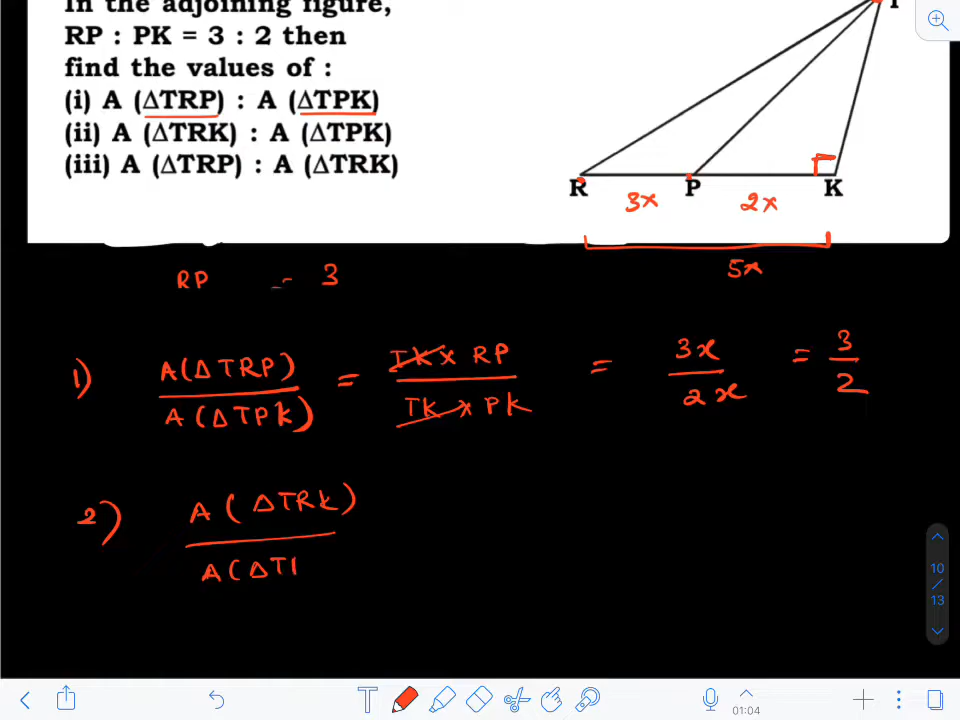 In the adjoining figure,
RP : PK = 3 : 2 then
find the values of :
(i) A (ΔTRP) : A (ΔTPK)
(ii) A (ΔTRK) : A (ΔTPK)
(iii) A (ΔTRP) : A (ΔTRK)
R P K
3x 2x
5x
RP = 3
1) A(ΔTRP) / A(ΔTPK) = TK x RP / TK x PK = 3x / 2x = 3 / 2
2) A (ΔTRK)
A(ΔT
10
/
13
T
01:04